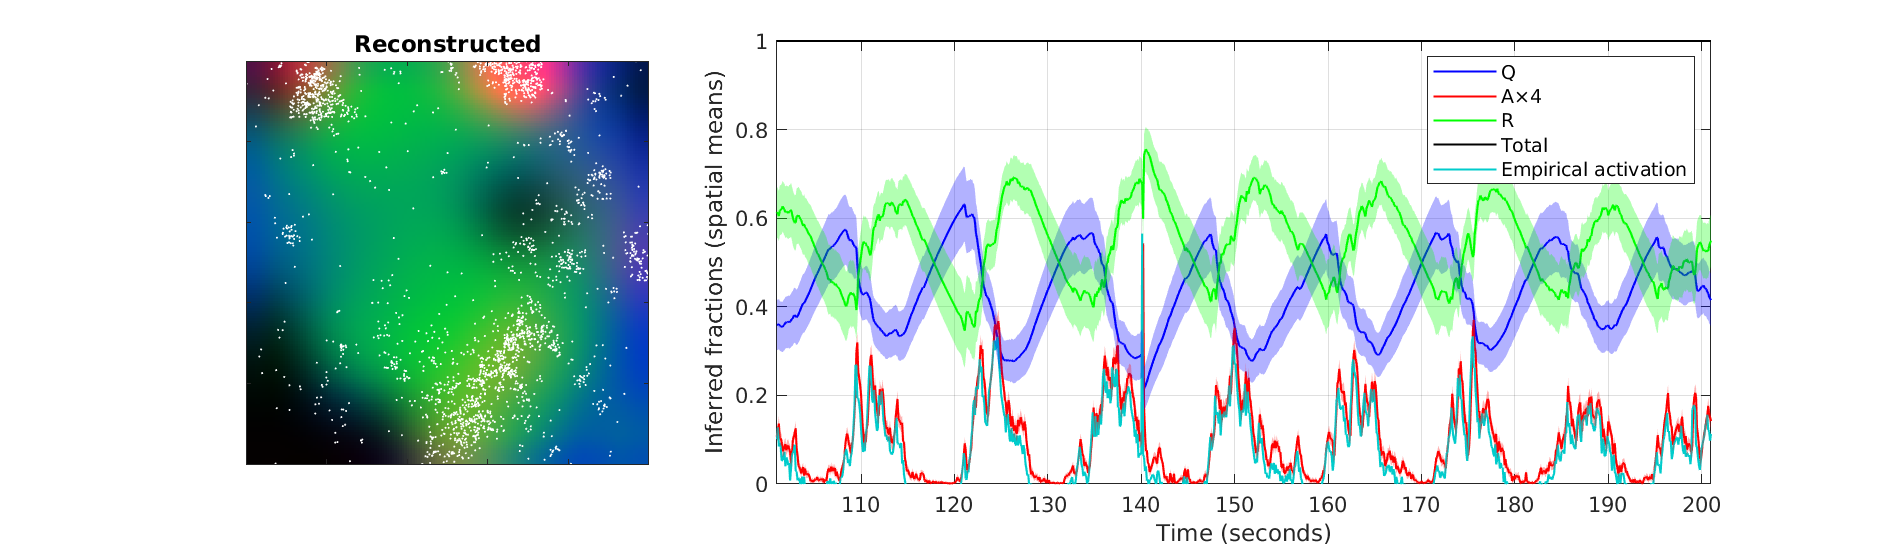 Reconstructed
Inferred fractions (spatial means)
1
0.8
0.6
0.4
0.2
0
Q
A×4
R
Total
Empirical activation
110 120 130 140 150 160 170 180 190 200
Time (seconds)